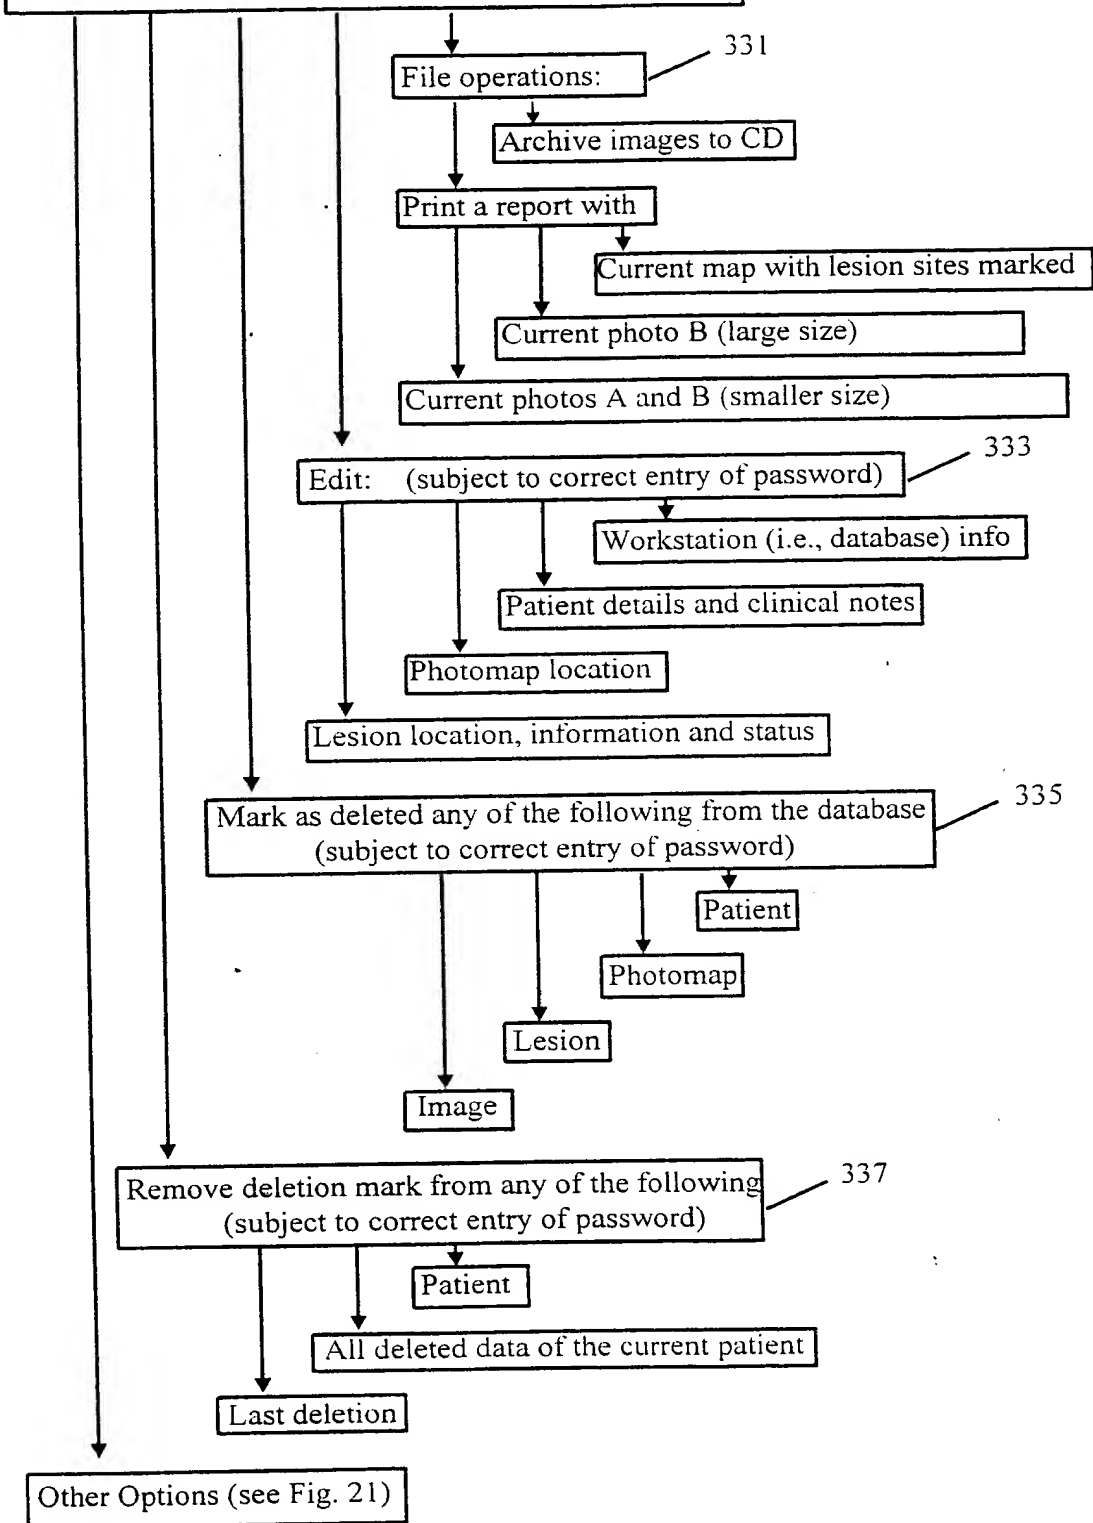 331
File operations:
Archive images to CD
Print a report with
Current map with lesion sites marked
Current photo B (large size)
Current photos A and B (smaller size)
333
Edit: (subject to correct entry of password)
Workstation (i.e., database) info
Patient details and clinical notes
Photomap location
Lesion location, information and status
335
Mark as deleted any of the following from the database
(subject to correct entry of password)
Patient
Photomap
Lesion
Image
337
Remove deletion mark from any of the following
(subject to correct entry of password)
Patient
All deleted data of the current patient
Last deletion
Other Options (see Fig. 21)